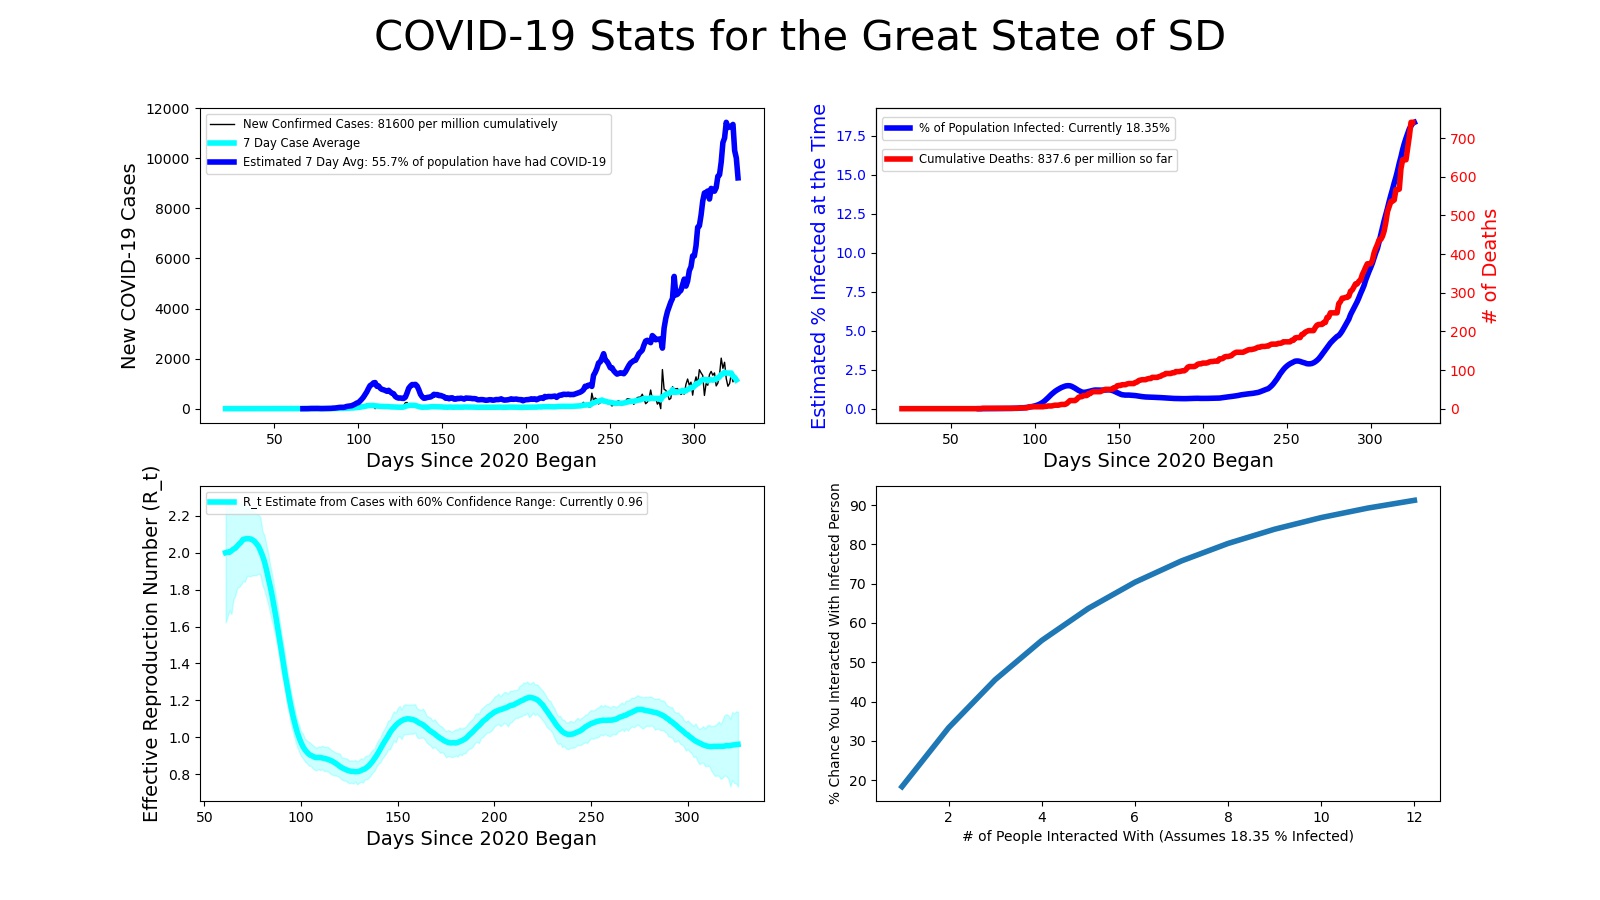 COVID-19 Stats for the Great State of SD
New COVID-19 Cases
12000
10000
8000
6000
4000
2000
0
New Confirmed Cases: 81600 per million cumulatively
7 Day Case Average
Estimated 7 Day Avg: 55.7% of population have had COVID-19
50 100 150 200 250 300
Days Since 2020 Began
Estimated % Infected at the Time
17.5
15.0
12.5
10.0
7.5
5.0
2.5
0.0
% of Population Infected: Currently 18.35%
Cumulative Deaths: 837.6 per million so far
700
600
500
400
300
200
100
0
# of Deaths
50 100 150 200 250 300
Days Since 2020 Began
Effective Reproduction Number (R_t)
2.2
2.0
1.8
1.6
1.4
1.2
1.0
0.8
R_t Estimate from Cases with 60% Confidence Range: Currently 0.96
50 100 150 200 250 300
Days Since 2020 Began
% Chance You Interacted With Infected Person
90
80
70
60
50
40
30
20
2 4 6 8 10 12
# of People Interacted With (Assumes 18.35 % Infected)